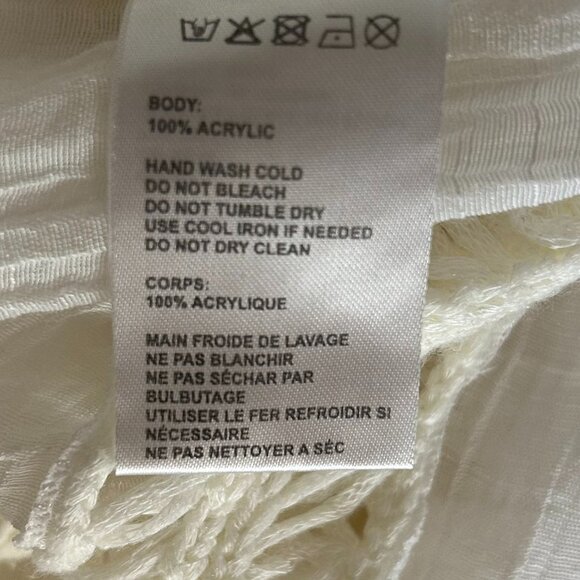 BODY:
100% ACRYLIC
HAND WASH COLD
DO NOT BLEACH
DO NOT TUMBLE DRY
USE COOL IRON IF NEEDED
DO NOT DRY CLEAN
CORPS:
100% ACRYLIQUE
MAIN FROIDE DE LAVAGE
NE PAS BLANCHIR
NE PAS SÉCHAR PAR
BULBUTAGE
UTILISER LE FER REFROIDIR SI
NÉCESSAIRE
NE PAS NETTOYER A SÉC